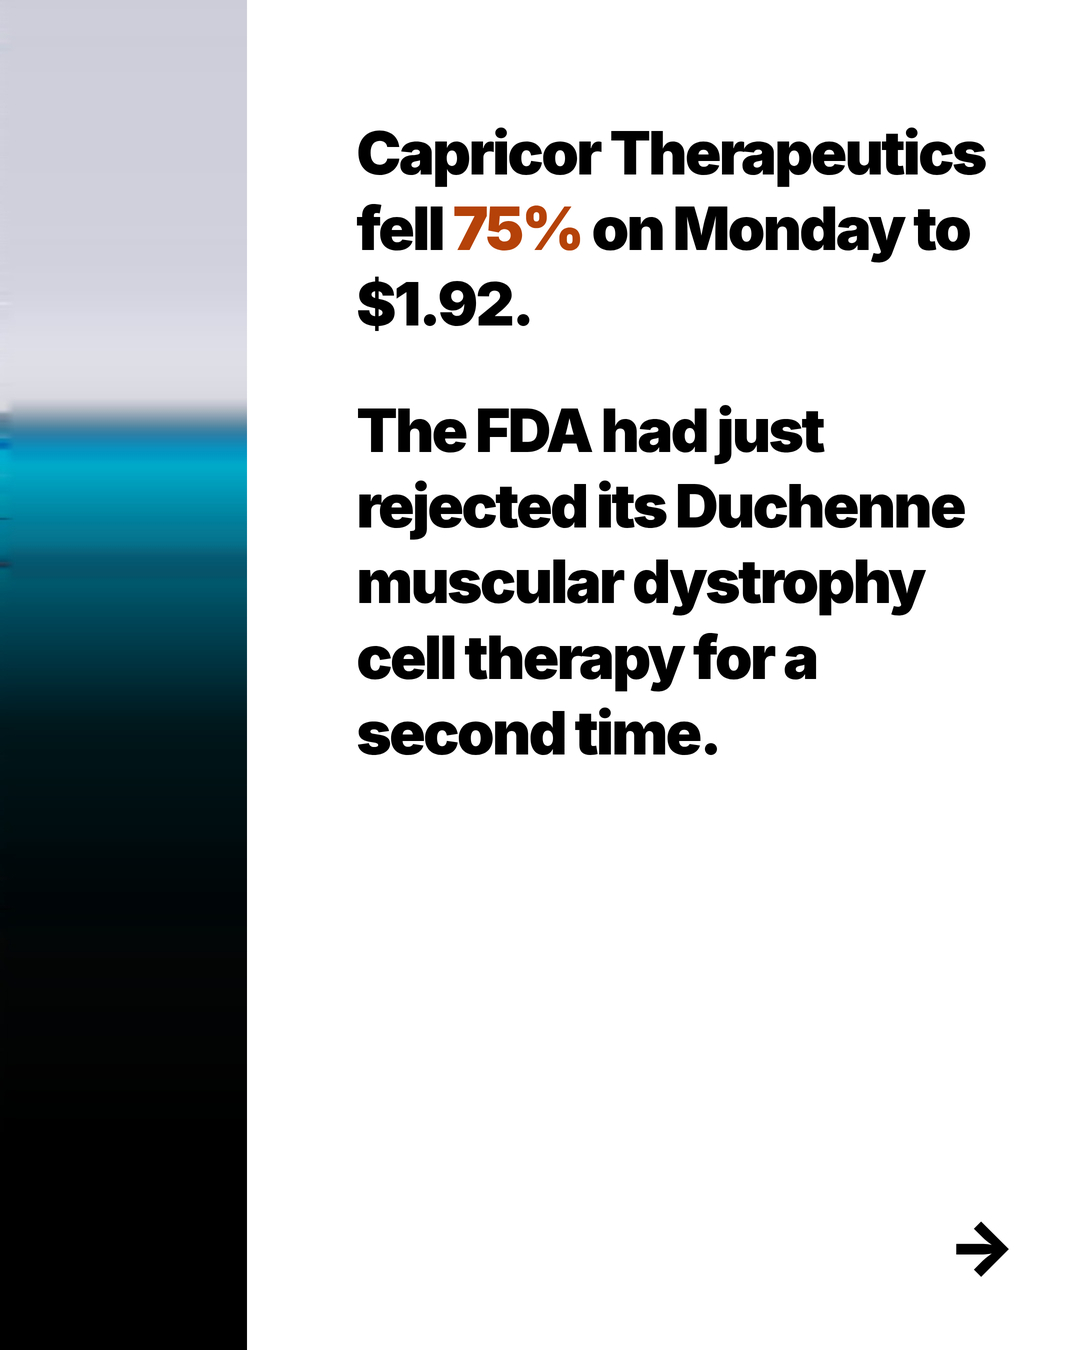 Capricor Therapeutics
fell 75% on Monday to
$1.92.
The FDA had just
rejected its Duchenne
muscular dystrophy
cell therapy for a
second time.